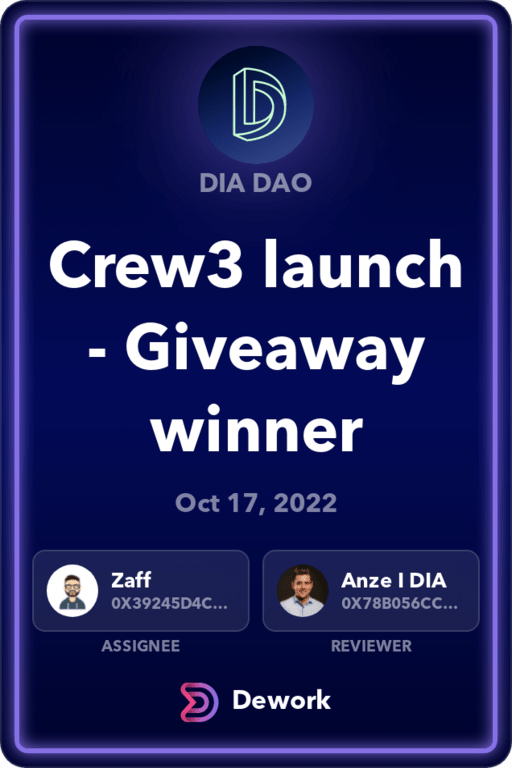 DIA DAO
Crew3 launch
- Giveaway
winner
Oct 17, 2022
Zaff
0X39245D4C...
ASSIGNEE
Anze I DIA
0X78B056CC...
REVIEWER
Dework